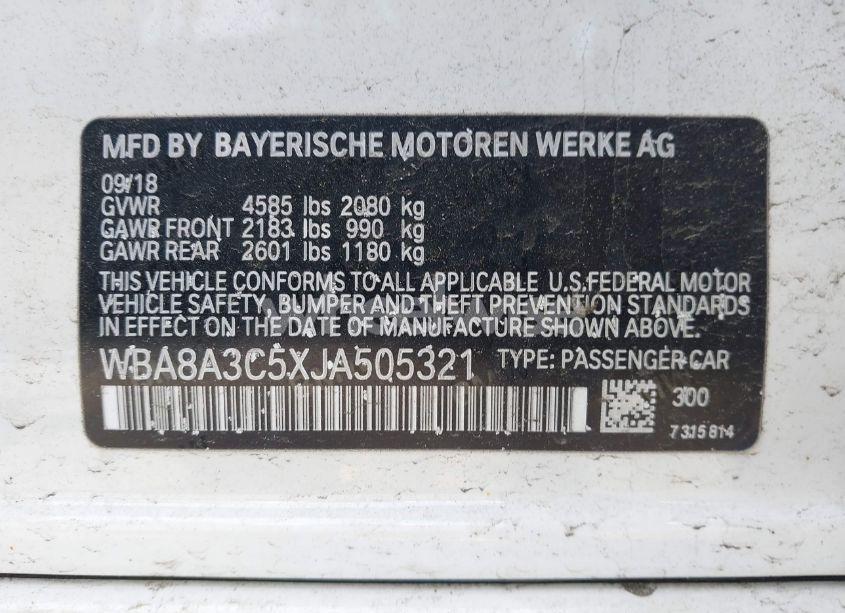 MFD BY BAYERISCHE MOTOREN WERKE AG
09/18
GVWR 4585 lbs 2080 kg
GAWR FRONT 2183 lbs 990 kg
GAWR REAR 2601 lbs 1180 kg
THIS VEHICLE CONFORMS TO ALL APPLICABLE U.S.FEDERAL MOTOR
VEHICLE SAFETY, BUMPER AND THEFT PREVENTION STANDARDS
IN EFFECT ON THE DATE OF MANUFACTURE SHOWN ABOVE.
WBA8A3C5XJA505321 TYPE: PASSENGER CAR
300
7315814